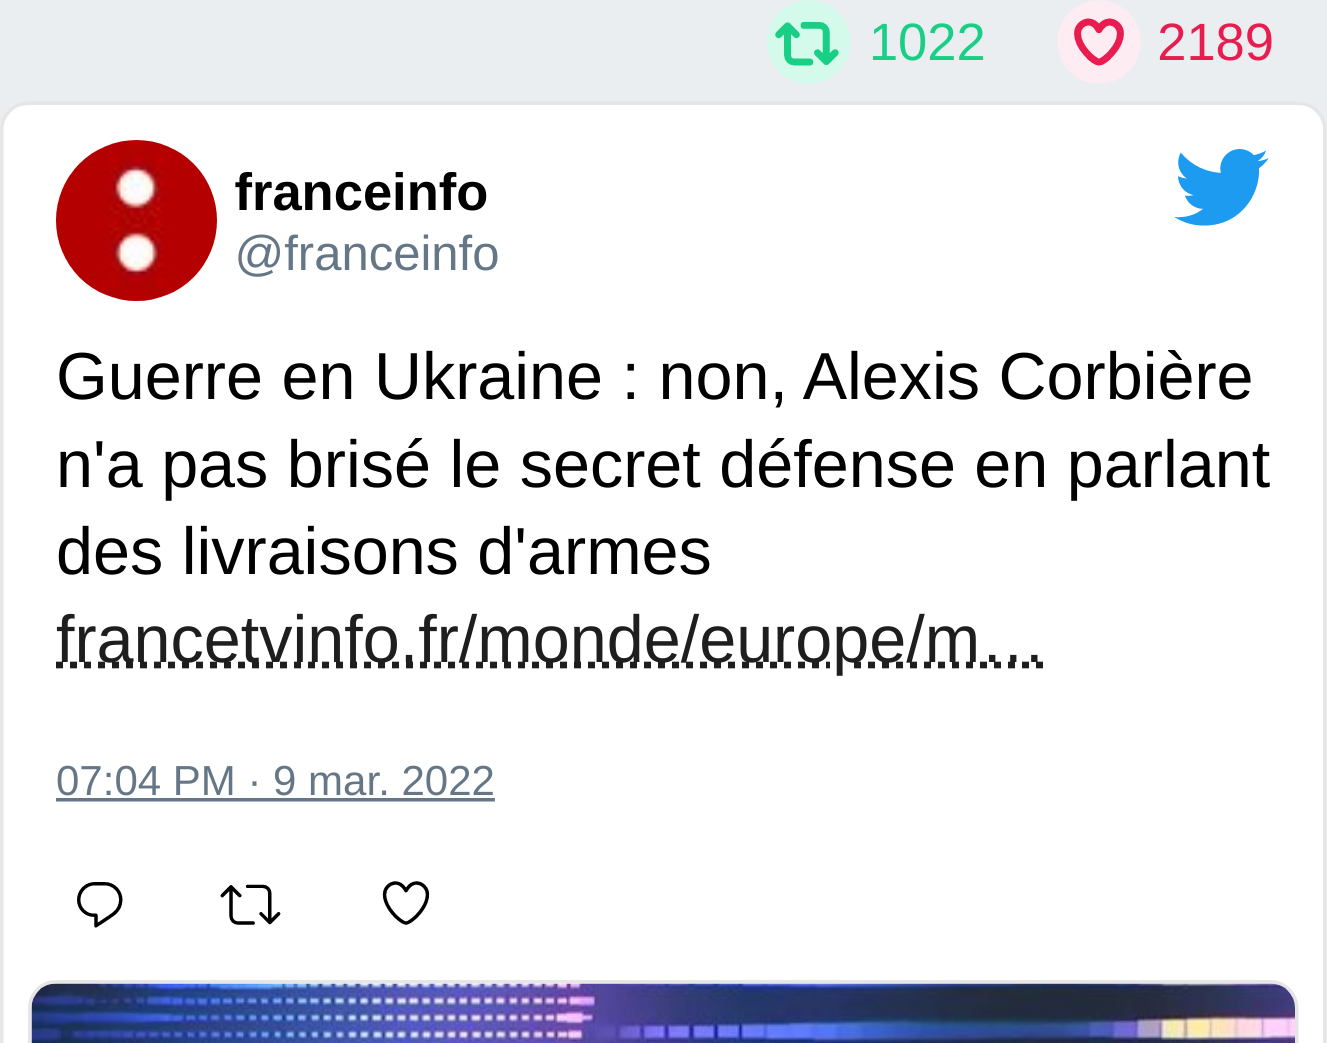 1022 2189
franceinfo
@franceinfo
Guerre en Ukraine : non, Alexis Corbière
n'a pas brisé le secret défense en parlant
des livraisons d'armes
francetvinfo.fr/monde/europe/m…
07:04 PM · 9 mar. 2022